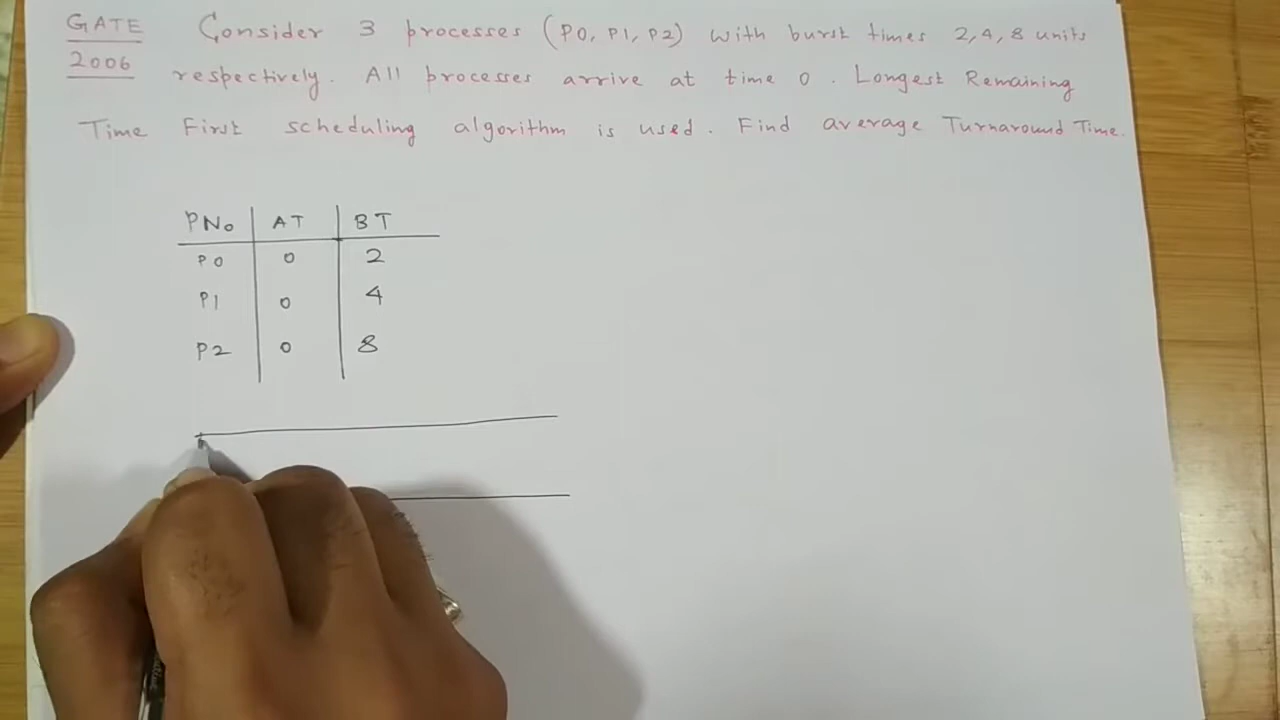 GATE Consider 3 processes (P0, P1, P2) with burst times 2, 4, 8 units
2006 respectively. All processes arrive at time 0. Longest Remaining
Time First scheduling algorithm is used. Find average Turnaround Time.
PNo AT BT
P0 0 2
P1 0 4
P2 0 8